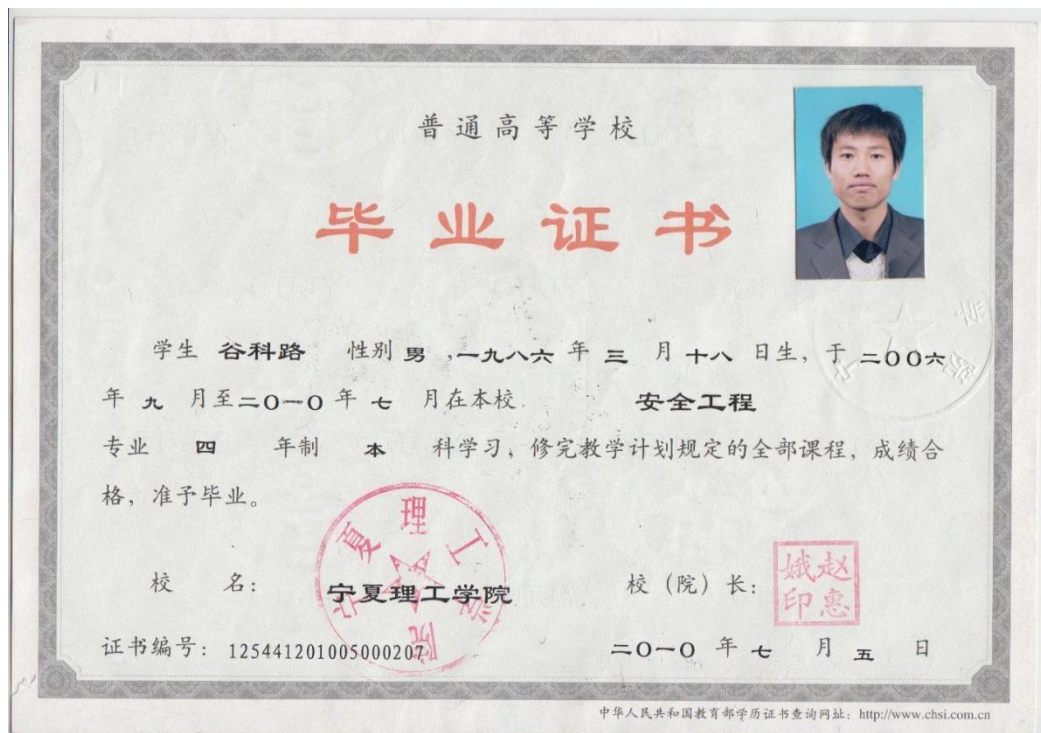 普通高等学校
毕业证书
学生 谷科路 性别 男 ,一九八六 年 三 月 十八 日生, 于 二〇〇六
年 九 月至二〇一〇 年 七 月在本校 安全工程
专业 四 年制 本 科学习, 修完教学计划规定的全部课程, 成绩合
格, 准予毕业。
宁夏理工学院
校 名: 宁夏理工学院
校 (院) 长: 赵惠娥印
证书编号: 125441201005000207
二〇一〇 年 七 月 五 日
中华人民共和国教育部学历证书查询网址: http://www.chsi.com.cn